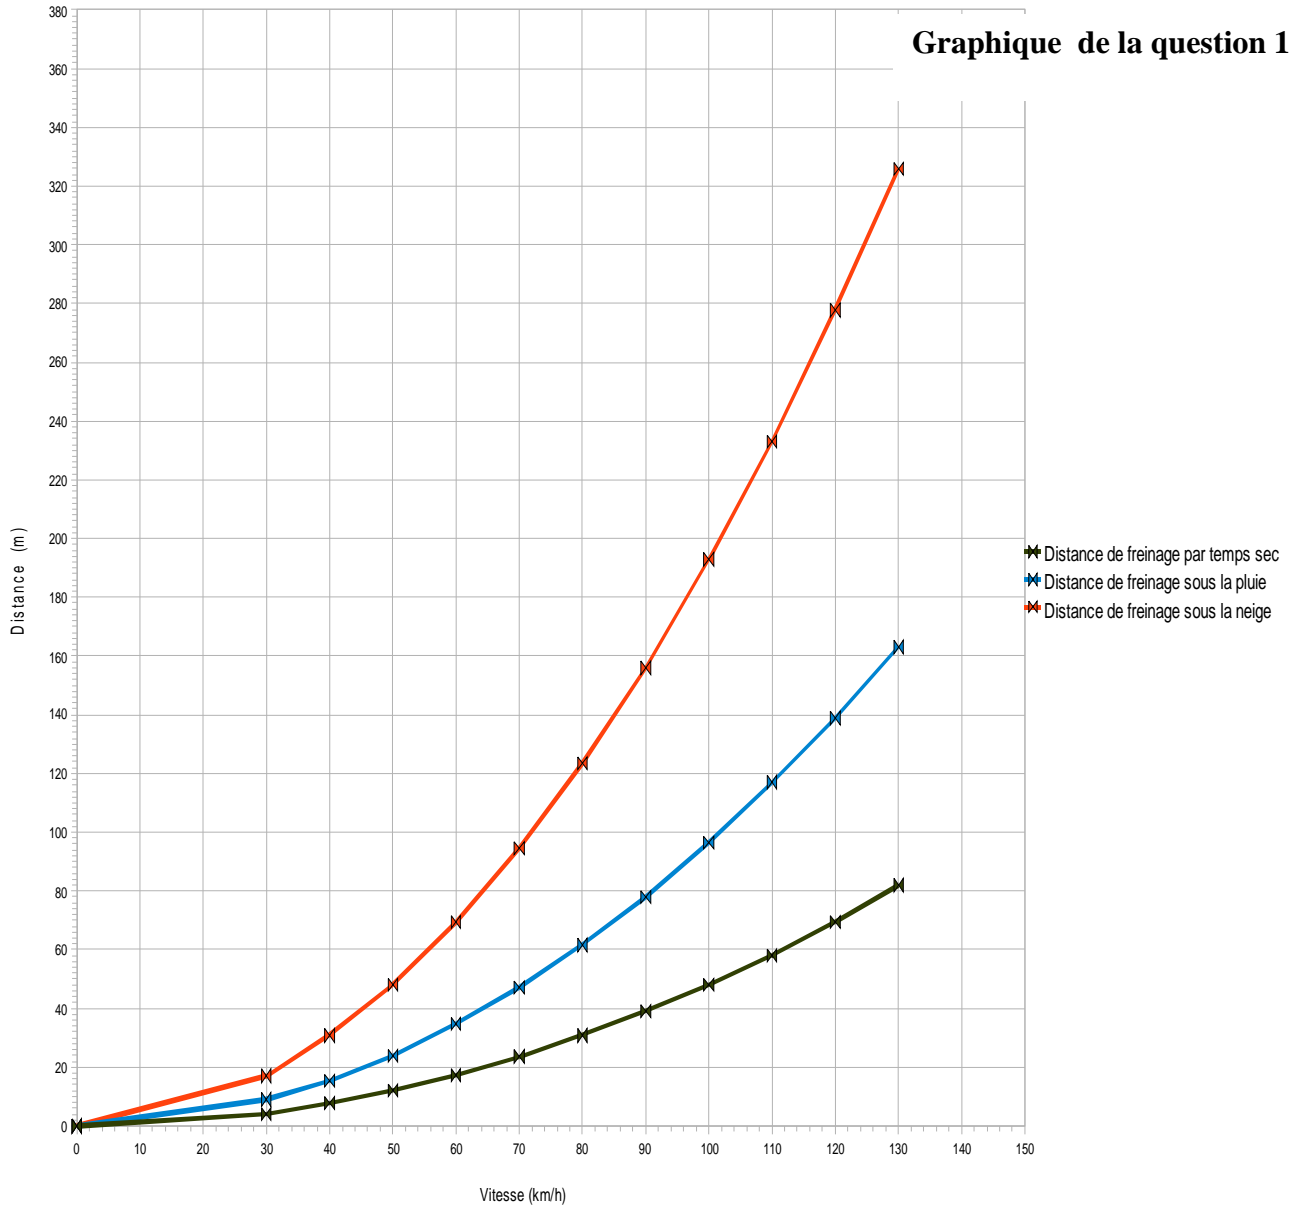 Graphique de la question 1
380
360
340
320
300
280
260
240
220
200
180
160
140
120
100
80
60
40
20
0
Distance (m)
0 10 20 30 40 50 60 70 80 90 100 110 120 130 140 150
Vitesse (km/h)
Distance de freinage par temps sec
Distance de freinage sous la pluie
Distance de freinage sous la neige